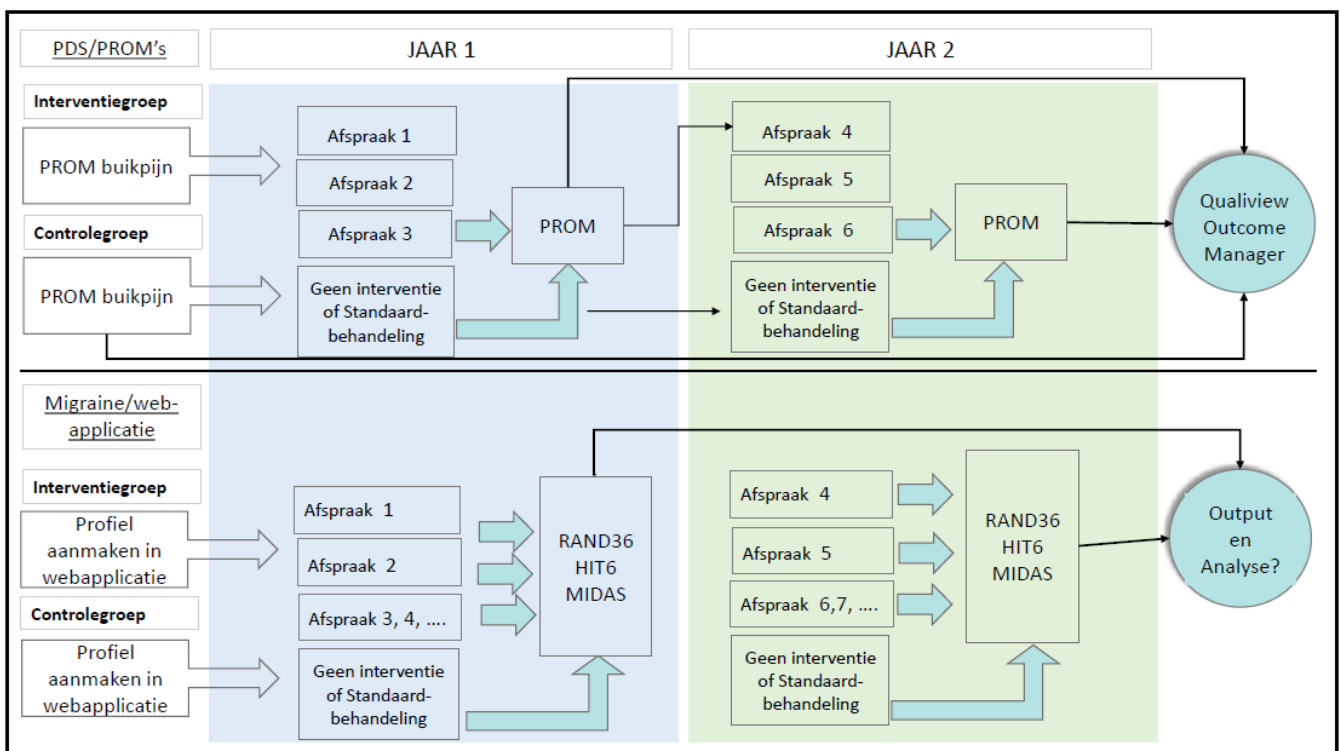 PDS/PROM's
JAAR 1
JAAR 2
Interventiegroep
PROM buikpijn
Afspraak 1
Afspraak 2
Afspraak 3
PROM
Afspraak 4
Afspraak 5
Afspraak 6
PROM
Qualiview
Outcome
Manager
Controlegroep
PROM buikpijn
Geen interventie
of Standaard-
behandeling
Geen interventie
of Standaard-
behandeling
Migraine/web-
applicatie
Interventiegroep
Profiel
aanmaken in
webapplicatie
Afspraak 1
Afspraak 2
Afspraak 3, 4, ....
RAND36
HIT6
MIDAS
Afspraak 4
Afspraak 5
Afspraak 6,7, ....
RAND36
HIT6
MIDAS
Output
en
Analyse?
Controlegroep
Profiel
aanmaken in
webapplicatie
Geen interventie
of Standaard-
behandeling
Geen interventie
of Standaard-
behandeling